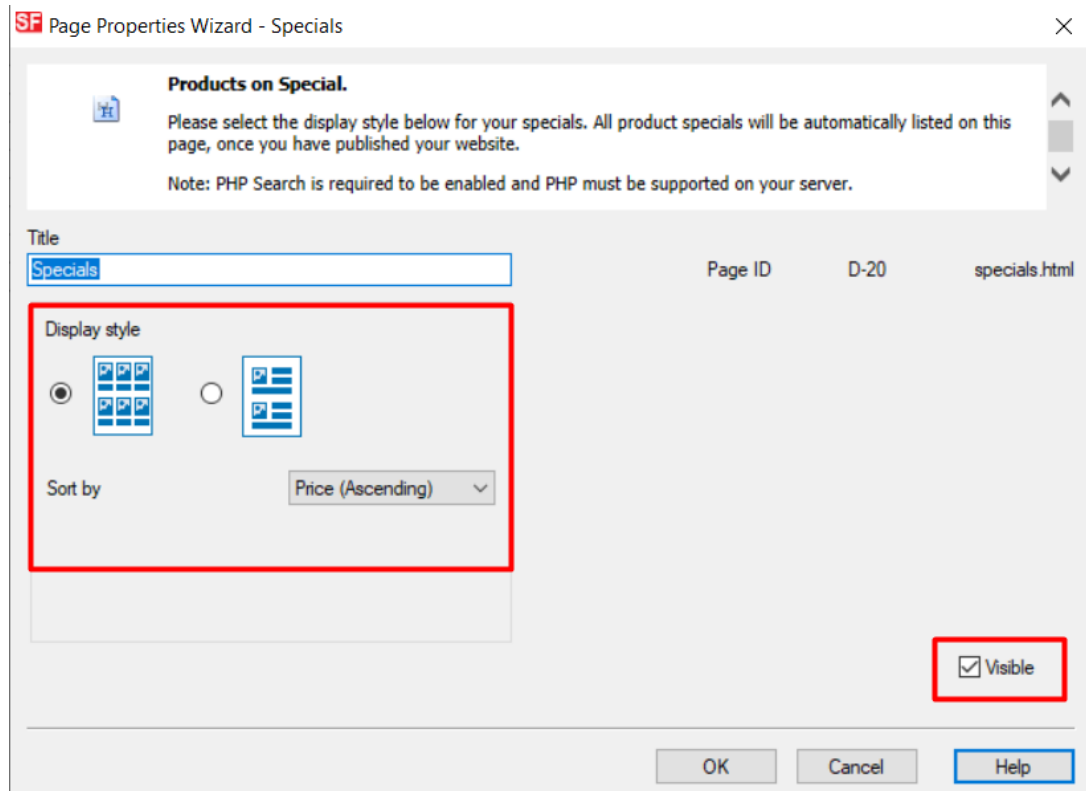 SF Page Properties Wizard - Specials
Products on Special.
Please select the display style below for your specials. All product specials will be automatically listed on this
page, once you have published your website.
Note: PHP Search is required to be enabled and PHP must be supported on your server.
Title
Specials
Page ID D-20 specials.html
Display style
Sort by Price (Ascending)
Visible
OK Cancel Help